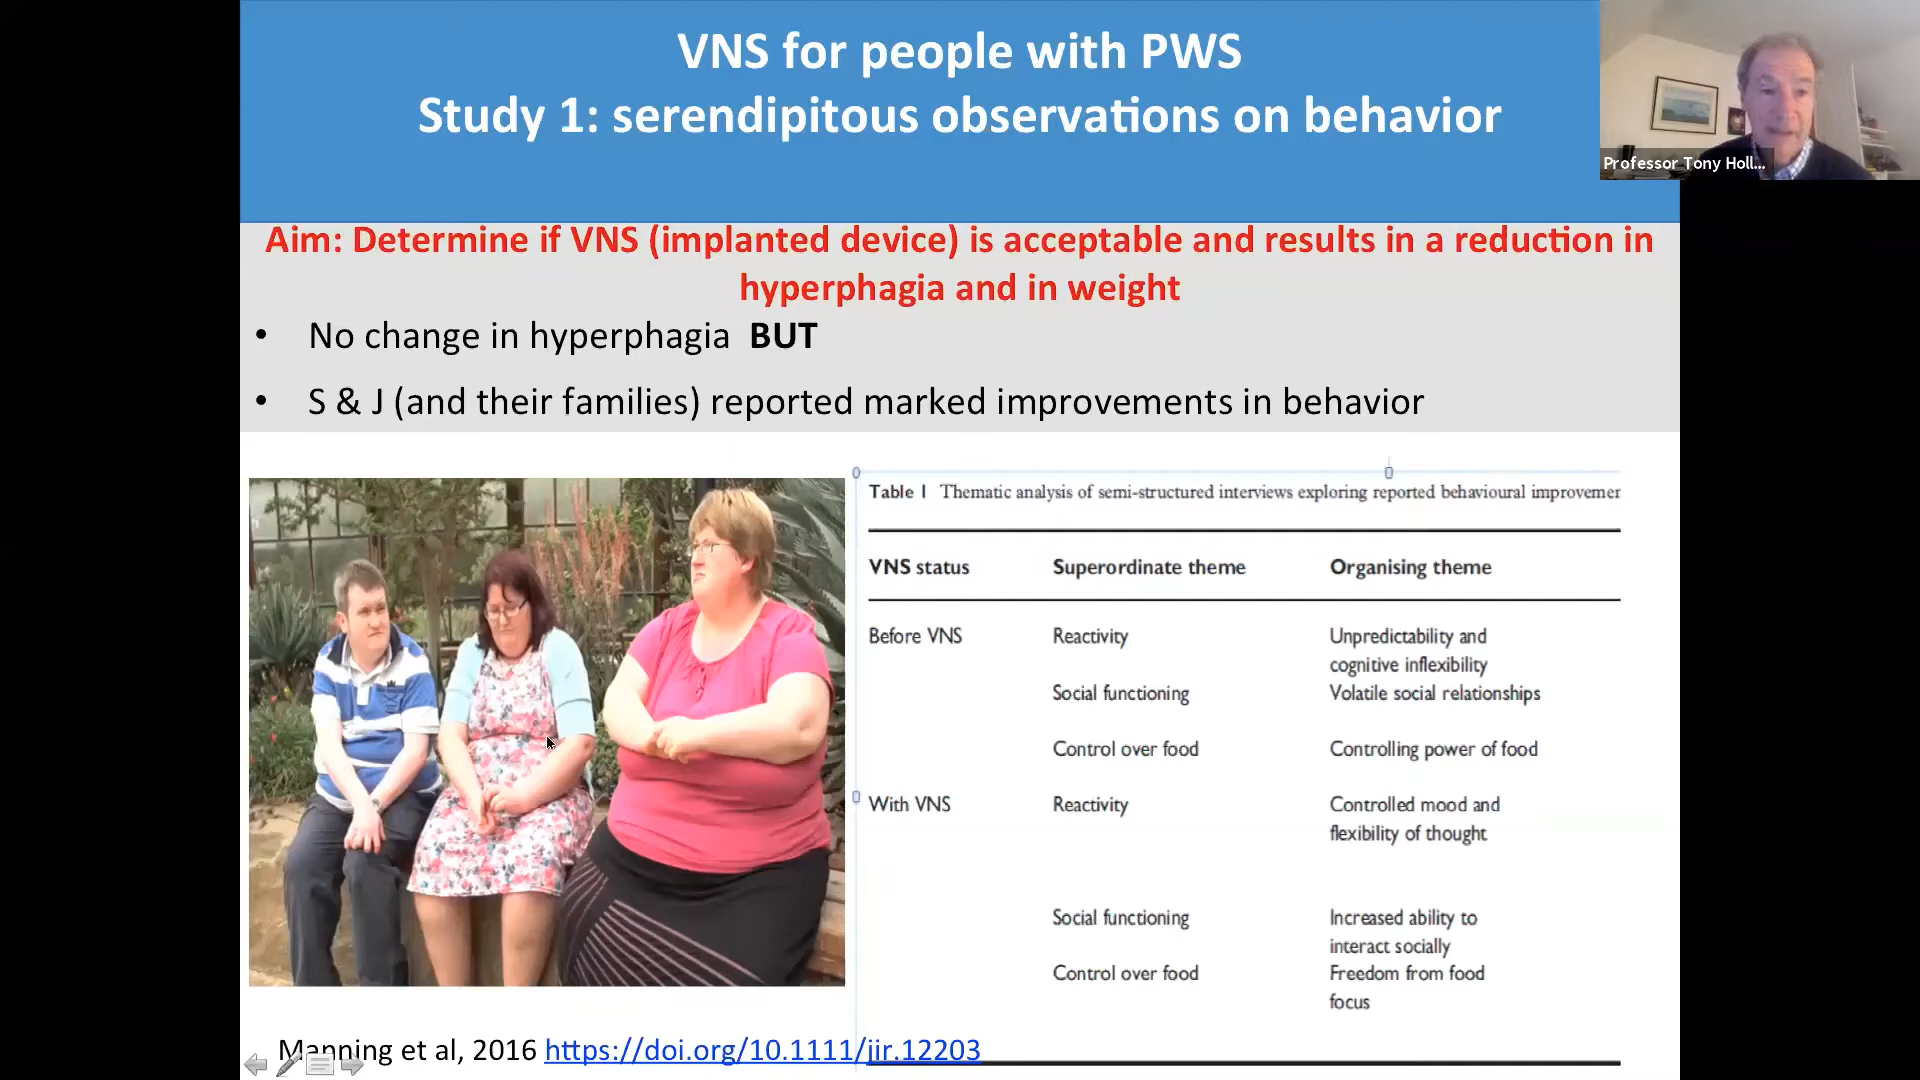 VNS for people with PWS
Study 1: serendipitous observations on behavior
Professor Tony Holl...
Aim: Determine if VNS (implanted device) is acceptable and results in a reduction in
hyperphagia and in weight
• No change in hyperphagia BUT
• S & J (and their families) reported marked improvements in behavior
Table 1 Thematic analysis of semi-structured interviews exploring reported behavioural improvemen
VNS status Superordinate theme Organising theme
Before VNS Reactivity Unpredictability and
cognitive inflexibility
Social functioning Volatile social relationships
Control over food Controlling power of food
With VNS Reactivity Controlled mood and
flexibility of thought
Social functioning Increased ability to
interact socially
Control over food Freedom from food
focus
Manning et al, 2016 https://doi.org/10.1111/jir.12203